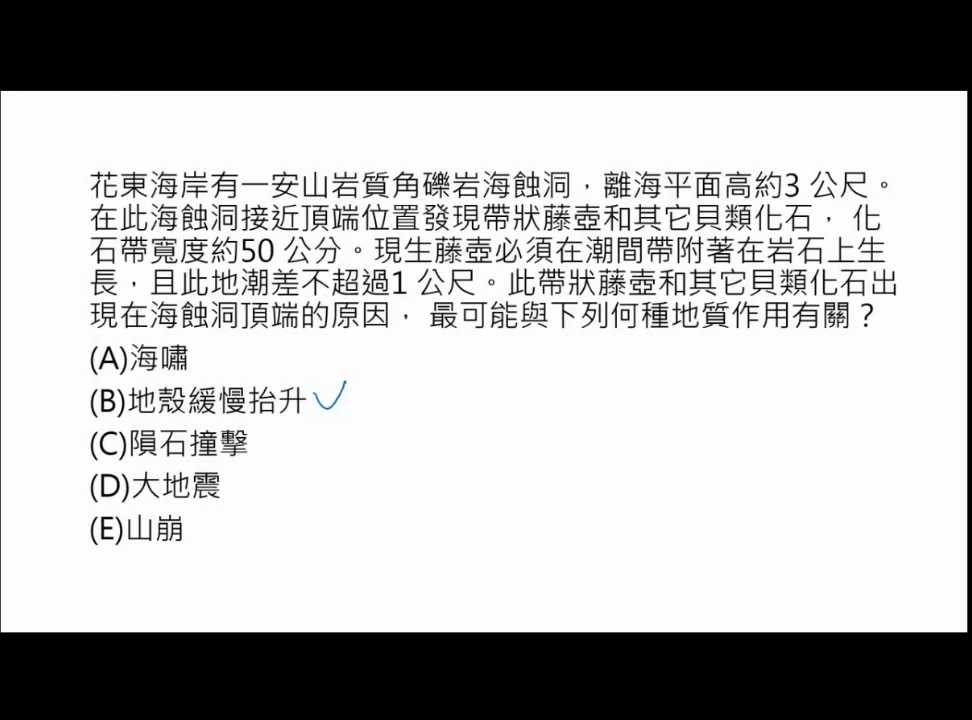 花東海岸有一安山岩質角礫岩海蝕洞，離海平面高約3 公尺。
在此海蝕洞接近頂端位置發現帶狀藤壺和其它貝類化石， 化
石帶寬度約50 公分。現生藤壺必須在潮間帶附著在岩石上生
長，且此地潮差不超過1 公尺。此帶狀藤壺和其它貝類化石出
現在海蝕洞頂端的原因， 最可能與下列何種地質作用有關？
(A)海嘯
(B)地殼緩慢抬升
(C)隕石撞擊
(D)大地震
(E)山崩